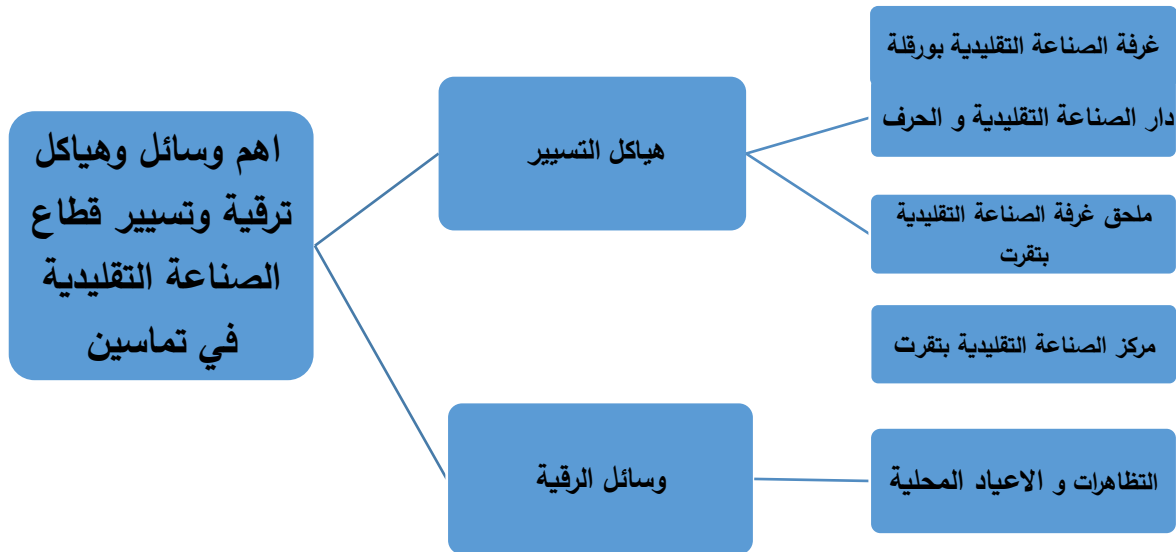 اهم وسائل وهياكل
ترقية وتسيير قطاع
الصناعة التقليدية
في تماسين
هياكل التسيير
غرفة الصناعة التقليدية بورقلة
دار الصناعة التقليدية و الحرف
ملحق غرفة الصناعة التقليدية
بتقرت
مركز الصناعة التقليدية بتقرت
وسائل الرقية
التظاهرات و الاعياد المحلية